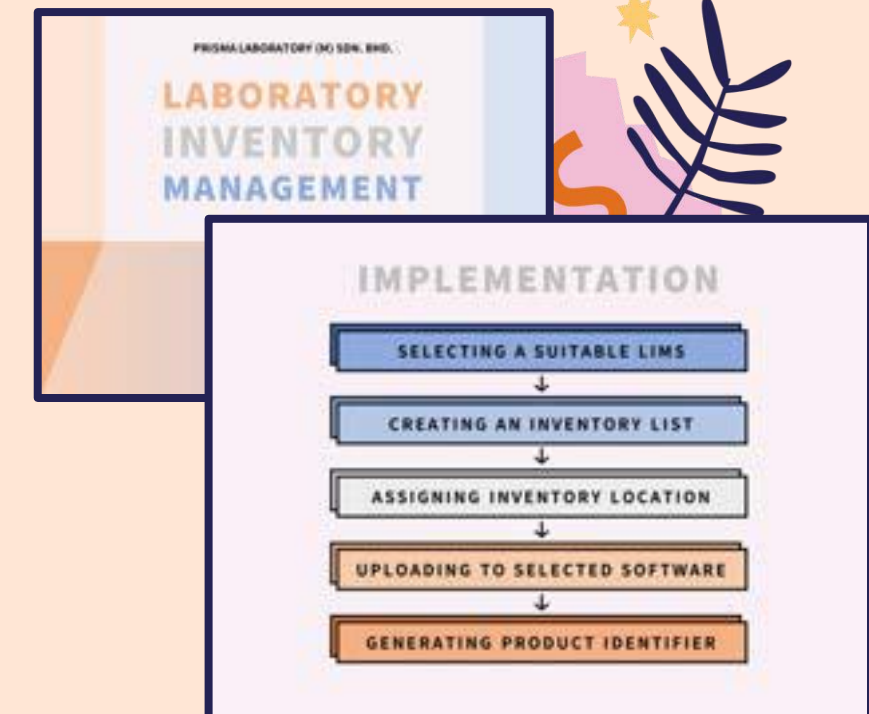 PRISMA LABORATORY (M) SDN. BHD.
LABORATORY
INVENTORY
MANAGEMENT
IMPLEMENTATION
SELECTING A SUITABLE LIMS
↓
CREATING AN INVENTORY LIST
↓
ASSIGNING INVENTORY LOCATION
↓
UPLOADING TO SELECTED SOFTWARE
↓
GENERATING PRODUCT IDENTIFIER